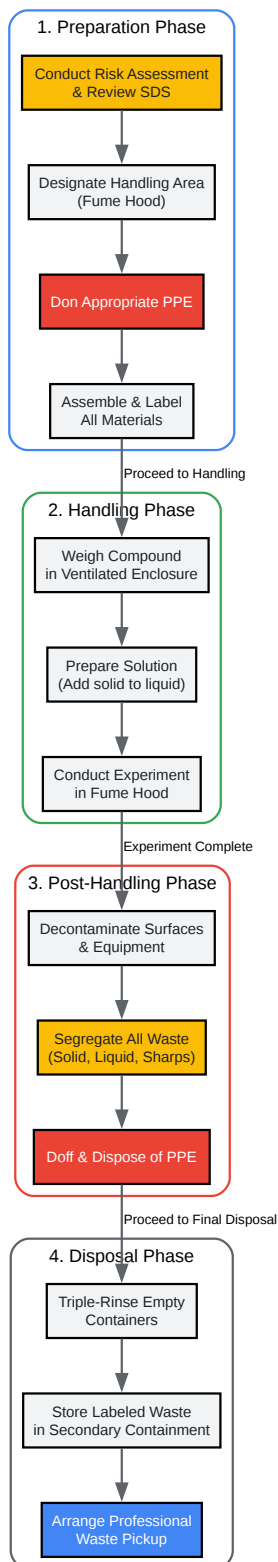 1. Preparation Phase
Conduct Risk Assessment
& Review SDS
Designate Handling Area
(Fume Hood)
Don Appropriate PPE
Assemble & Label
All Materials
Proceed to Handling
2. Handling Phase
Weigh Compound
in Ventilated Enclosure
Prepare Solution
(Add solid to liquid)
Conduct Experiment
in Fume Hood
Experiment Complete
3. Post-Handling Phase
Decontaminate Surfaces
& Equipment
Segregate All Waste
(Solid, Liquid, Sharps)
Doff & Dispose of PPE
Proceed to Final Disposal
4. Disposal Phase
Triple-Rinse Empty
Containers
Store Labeled Waste
in Secondary Containment
Arrange Professional
Waste Pickup